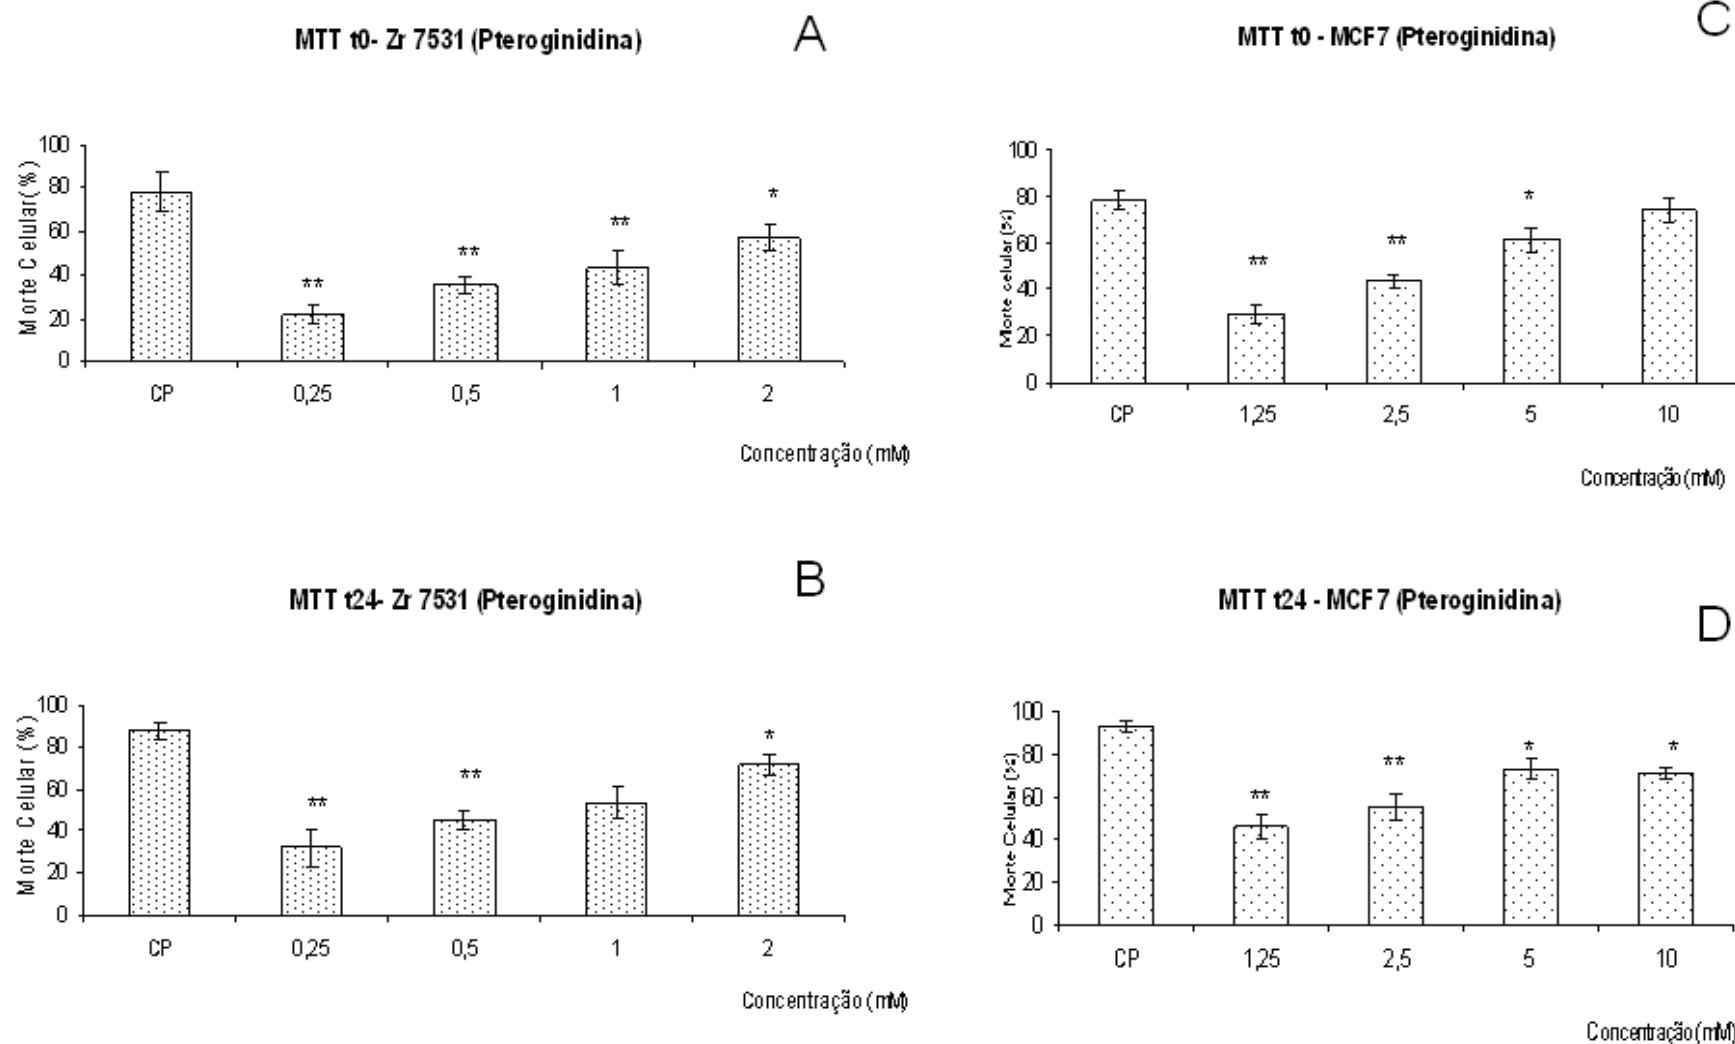 MTT t0- Zr 7531 (Pteroginidina)
A
Morte Celular(%)
100
80
60
40
20
0
**
**
**
*
CP 0,25 0,5 1 2
Concentração (mM)
MTT t0 - MCF7 (Pteroginidina)
C
Morte celular (%)
100
80
60
40
20
0
**
**
*
CP 1,25 2,5 5 10
Concentração (mM)
MTT t24- Zr 7531 (Pteroginidina)
B
Morte Celular (%)
100
80
60
40
20
0
**
**
*
CP 0,25 0,5 1 2
Concentração (mM)
MTT t24 - MCF7 (Pteroginidina)
D
Morte Celular (%)
100
80
60
40
20
0
**
**
*
*
CP 1,25 2,5 5 10
Concentração (mM)